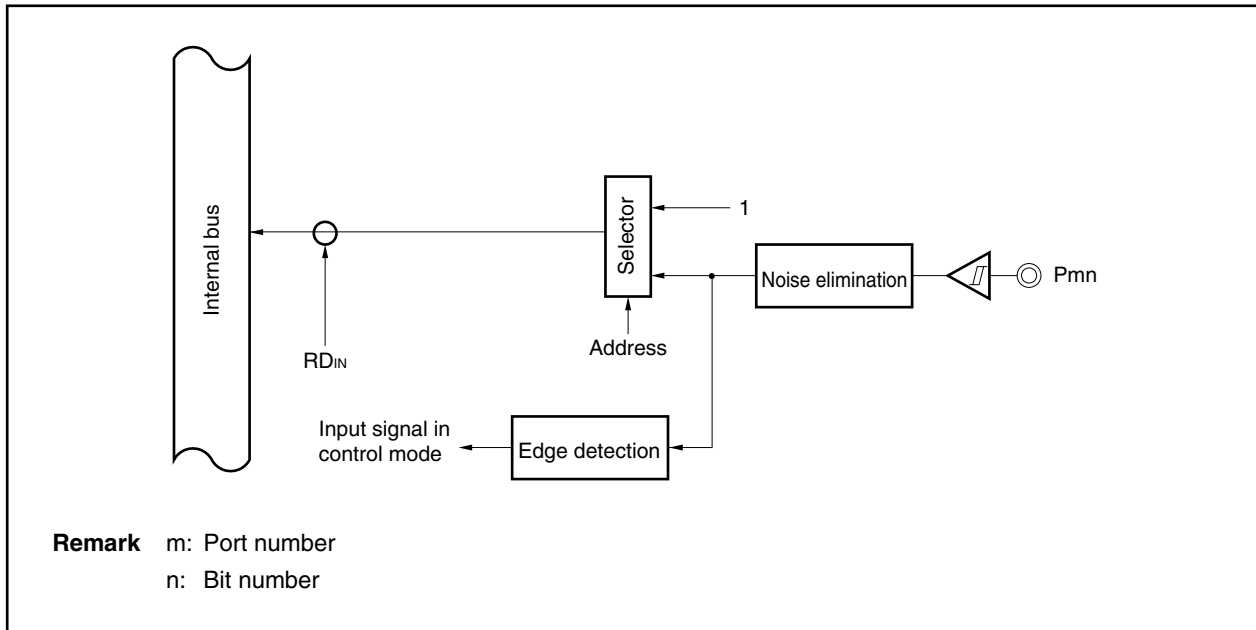 Internal bus
RDIN
Selector
1
Address
Noise elimination
Pmn
Input signal in
control mode
Edge detection
Remark m: Port number
n: Bit number